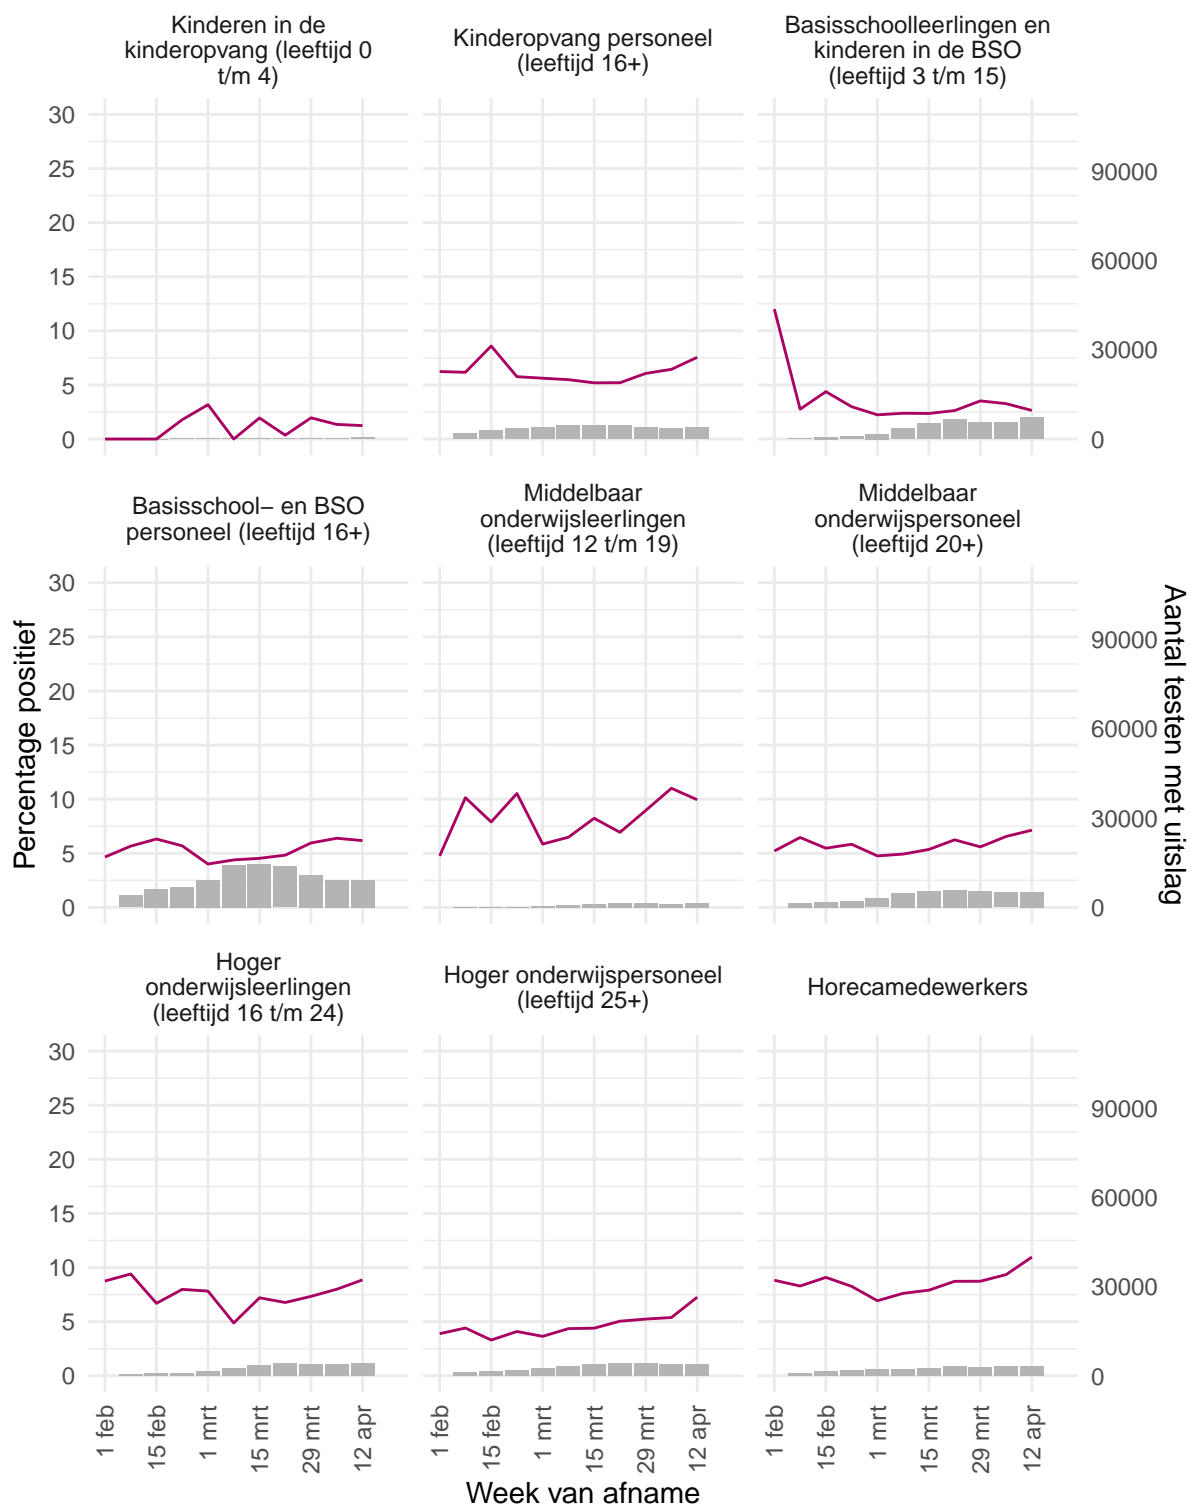 Kinderen in de
kinderopvang (leeftijd 0
t/m 4)
Kinderopvang personeel
(leeftijd 16+)
Basisschoolleerlingen en
kinderen in de BSO
(leeftijd 3 t/m 15)
30
25
20
15
10
5
0
90000
60000
30000
0
Basisschool− en BSO
personeel (leeftijd 16+)
Middelbaar
onderwijsleerlingen
(leeftijd 12 t/m 19)
Middelbaar
onderwijspersoneel
(leeftijd 20+)
30
25
20
15
10
5
0
90000
60000
30000
0
Percentage positief
Aantal testen met uitslag
Hoger
onderwijsleerlingen
(leeftijd 16 t/m 24)
Hoger onderwijspersoneel
(leeftijd 25+)
Horecamedewerkers
30
25
20
15
10
5
0
90000
60000
30000
0
1 feb
15 feb
1 mrt
15 mrt
29 mrt
12 apr
1 feb
15 feb
1 mrt
15 mrt
29 mrt
12 apr
1 feb
15 feb
1 mrt
15 mrt
29 mrt
12 apr
Week van afname